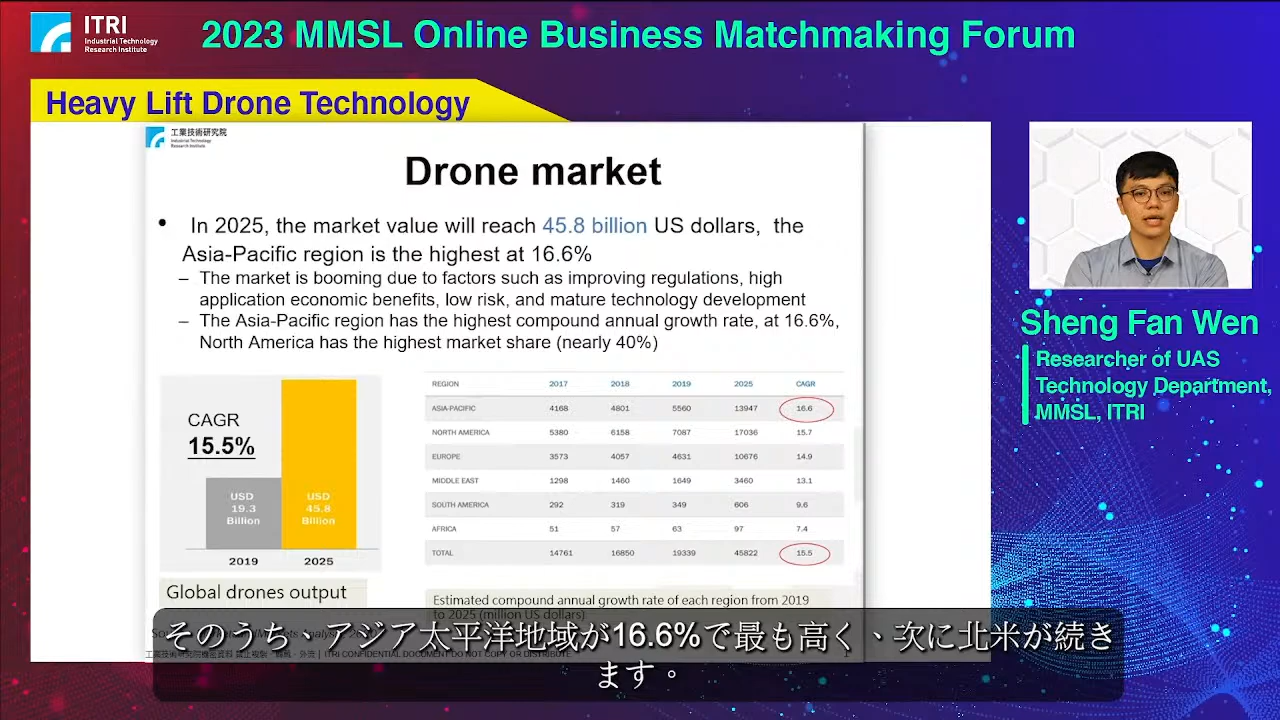 ITRI
Industrial Technology
Research Institute
2023 MMSL Online Business Matchmaking Forum
Heavy Lift Drone Technology
工業技術研究院
Industrial Technology
Research Institute
Drone market
• In 2025, the market value will reach 45.8 billion US dollars, the
Asia-Pacific region is the highest at 16.6%
– The market is booming due to factors such as improving regulations, high
application economic benefits, low risk, and mature technology development
– The Asia-Pacific region has the highest compound annual growth rate, at 16.6%,
North America has the highest market share (nearly 40%)
CAGR
15.5%
USD
19.3
Billion
USD
45.8
Billion
2019 2025
Global drones output
REGION 2017 2018 2019 2025 CAGR
ASIA-PACIFIC 4168 4801 5560 13947 16.6
NORTH AMERICA 5380 6158 7087 17036 15.7
EUROPE 3573 4057 4631 10676 14.9
MIDDLE EAST 1298 1460 1649 3460 13.1
SOUTH AMERICA 292 319 349 606 9.6
AFRICA 51 57 63 97 7.4
TOTAL 14761 16850 19339 45822 15.5
Estimated compound annual growth rate of each region from 2019
to 2025 (million US dollars)
ITRI CONFIDENTIAL DOCUMENT DO NOT COPY OR DISTRIBUTE
1
Sheng Fan Wen
Researcher of UAS
Technology Department,
MMSL, ITRI
そのうち、アジア太平洋地域が16.6%で最も高く、次に北米が続き
ます。